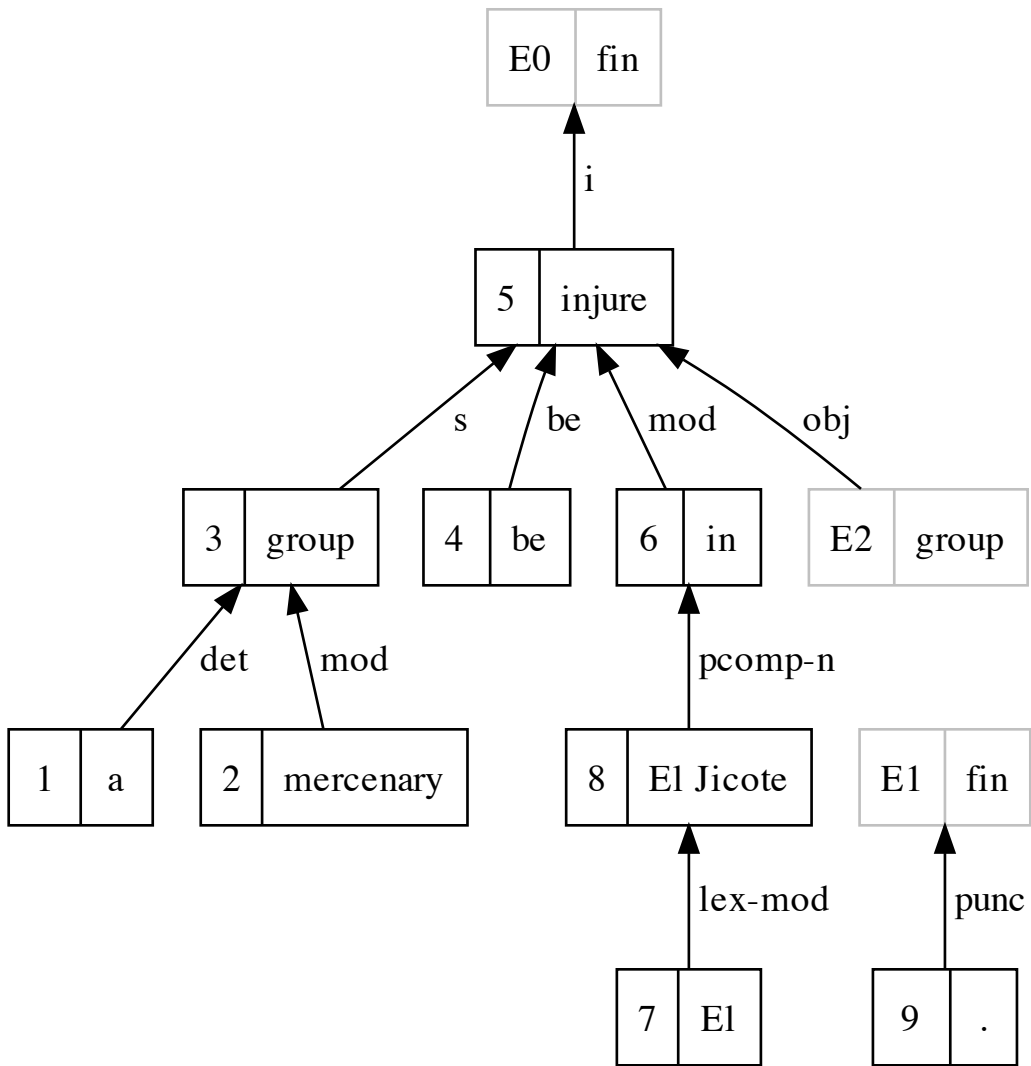 E0 fin
i
5 injure
s be mod obj
3 group 4 be 6 in E2 group
det mod pcomp-n
1 a 2 mercenary 8 El Jicote E1 fin
lex-mod punc
7 El 9 .